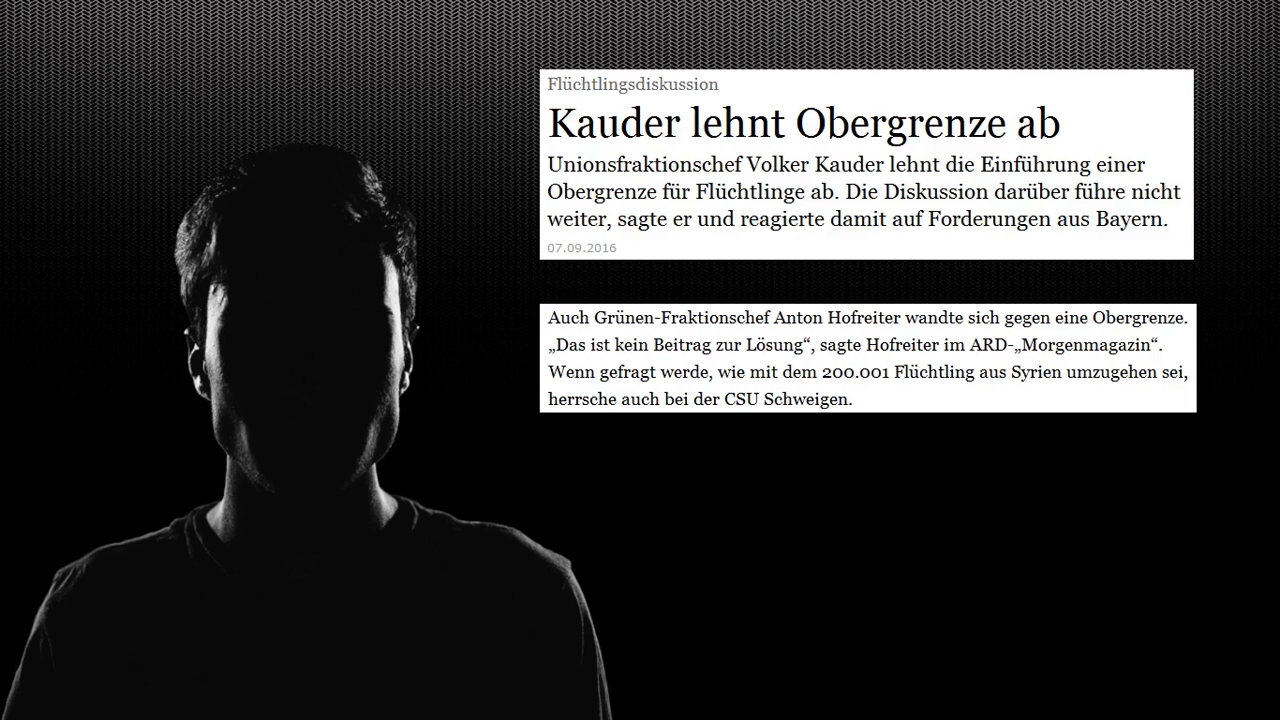 Flüchtlingsdiskussion
Kauder lehnt Obergrenze ab
Unionsfraktionschef Volker Kauder lehnt die Einführung einer
Obergrenze für Flüchtlinge ab. Die Diskussion darüber führe nicht
weiter, sagte er und reagierte damit auf Forderungen aus Bayern.
07.09.2016
Auch Grünen-Fraktionschef Anton Hofreiter wandte sich gegen eine Obergrenze.
„Das ist kein Beitrag zur Lösung“, sagte Hofreiter im ARD-„Morgenmagazin“.
Wenn gefragt werde, wie mit dem 200.001 Flüchtling aus Syrien umzugehen sei,
herrsche auch bei der CSU Schweigen.